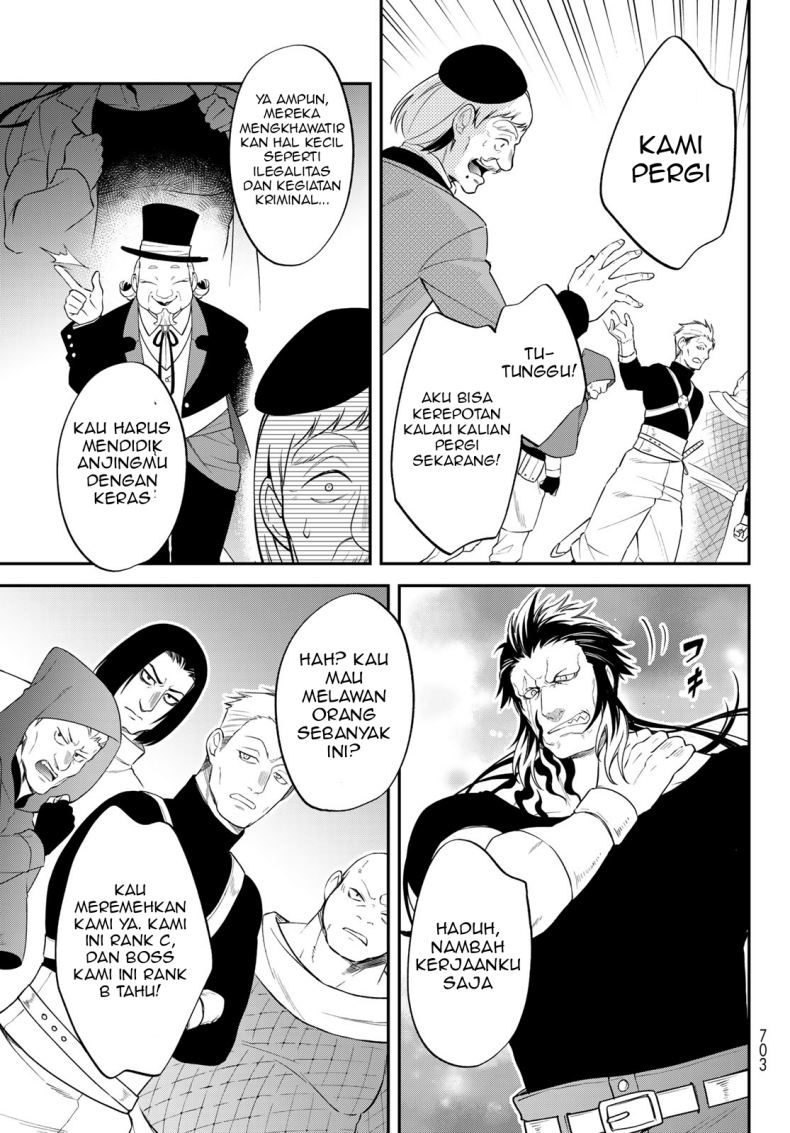 KAMI
PERGI
TU-
TUNGGU!
AKU BISA
KEREPOTAN
KALAU KALIAN
PERGI
SEKARANG!
YA AMPUN,
MEREKA
MENGKHAWATIR
KAN HAL KECIL
SEPERTI
ILEGALITAS
DAN KEGIATAN
KRIMINAL...
KAU HARUS
MENDIDIK
ANJINGMU
DENGAN
KERAS!
フキ
HADUH,
NAMBAH
KERJAANKU
SAJA
HAH? KAU
MAU
MELAWAN
ORANG
SEBANYAK
INI?
KAU
MEREMEHKAN
KAMI YA. KAMI
INI RANK C,
DAN BOSS
KAMI INI RANK
B TAHU!
703